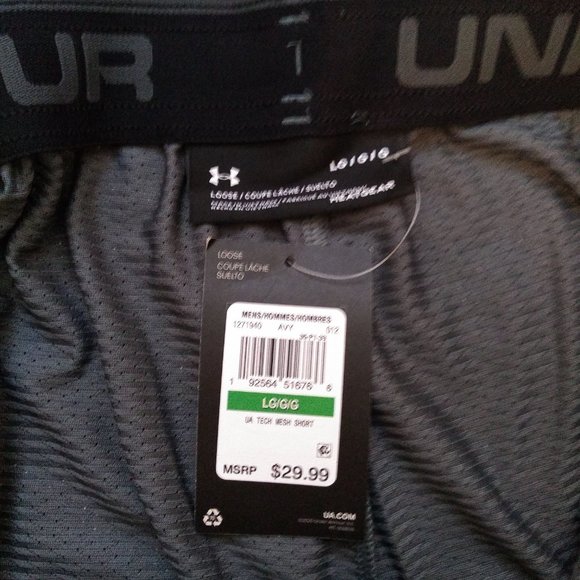 UR
UN
LG/G/G
LOOSE / COUPE LÂCHE / SUELTO
HEATGEAR
LOOSE
COUPE LÂCHE
SUELTO
MENS/HOMMES/HOMBRES
1271940 AVY 012
1 92564 51676 6
LG/G/G
UA TECH MESH SHORT
MSRP $29.99
UA.COM